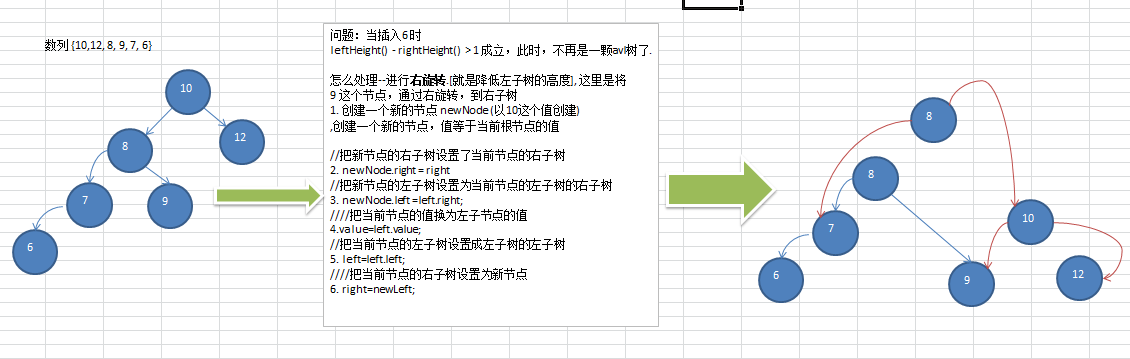 数列 {10,12, 8, 9, 7, 6}
10
8
12
7
9
6
问题：当插入6时
leftHeight() - rightHeight() > 1 成立，此时，不再是一颗avl树了.
怎么处理--进行右旋转.[就是降低左子树的高度], 这里是将
9 这个节点，通过右旋转，到右子树
1. 创建一个新的节点 newNode (以10这个值创建)
,创建一个新的节点，值等于当前根节点的值
//把新节点的右子树设置了当前节点的右子树
2. newNode.right = right
//把新节点的左子树设置为当前节点的左子树的右子树
3. newNode.left =left.right;
////把当前节点的值换为左子节点的值
4.value=left.value;
//把当前节点的左子树设置成左子树的左子树
5. left=left.left;
////把当前节点的右子树设置为新节点
6. right=newLeft;
8
8
7
10
6
9
12